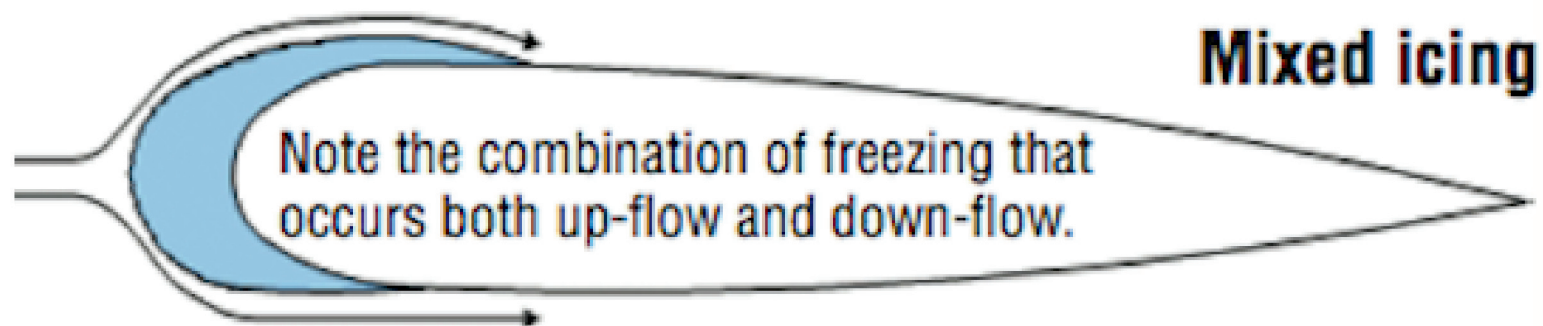 Mixed icing
Note the combination of freezing that
occurs both up-flow and down-flow.